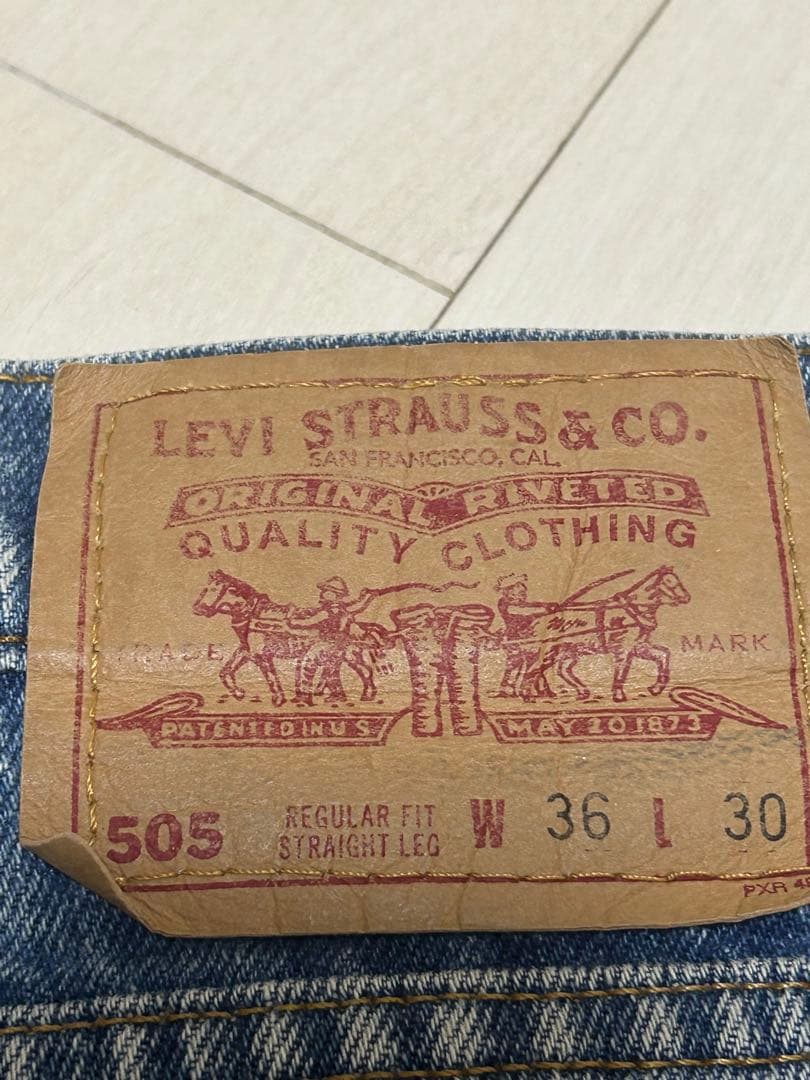 LEVI STRAUSS & CO.
SAN FRANCISCO, CAL.
ORIGINAL RIVETED
QUALITY CLOTHING
TRADE MARK
PATENTED IN U S MAY 20 1873
505 REGULAR FIT STRAIGHT LEG W 36 L 30
PXR